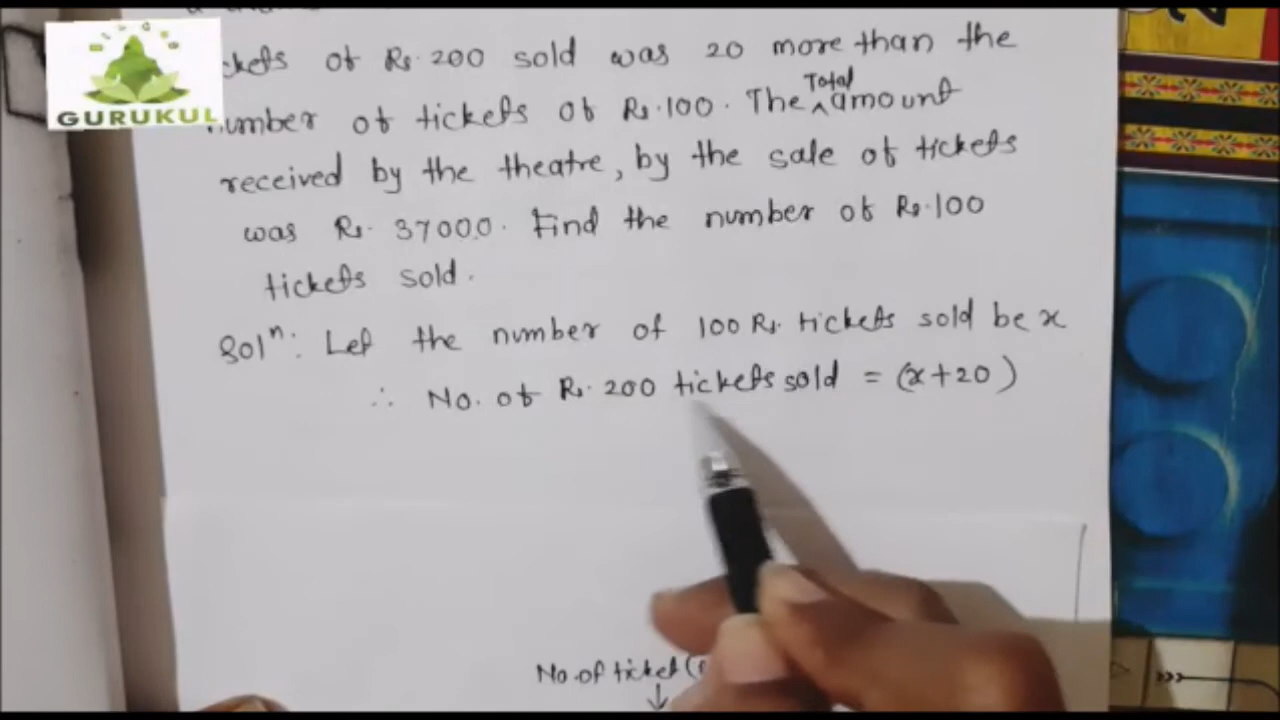 GURUKUL
of Rs. 200 sold was 20 more than the
of tickets of Rs. 100. The Total amount
received by the theatre, by the sale of tickets
was Rs. 37000. Find the number of Rs. 100
tickets sold.
Solⁿ: Let the number of 100 Rs. tickets sold be x
∴ No. of Rs. 200 tickets sold = (x+20)
No. of ticket (
↓